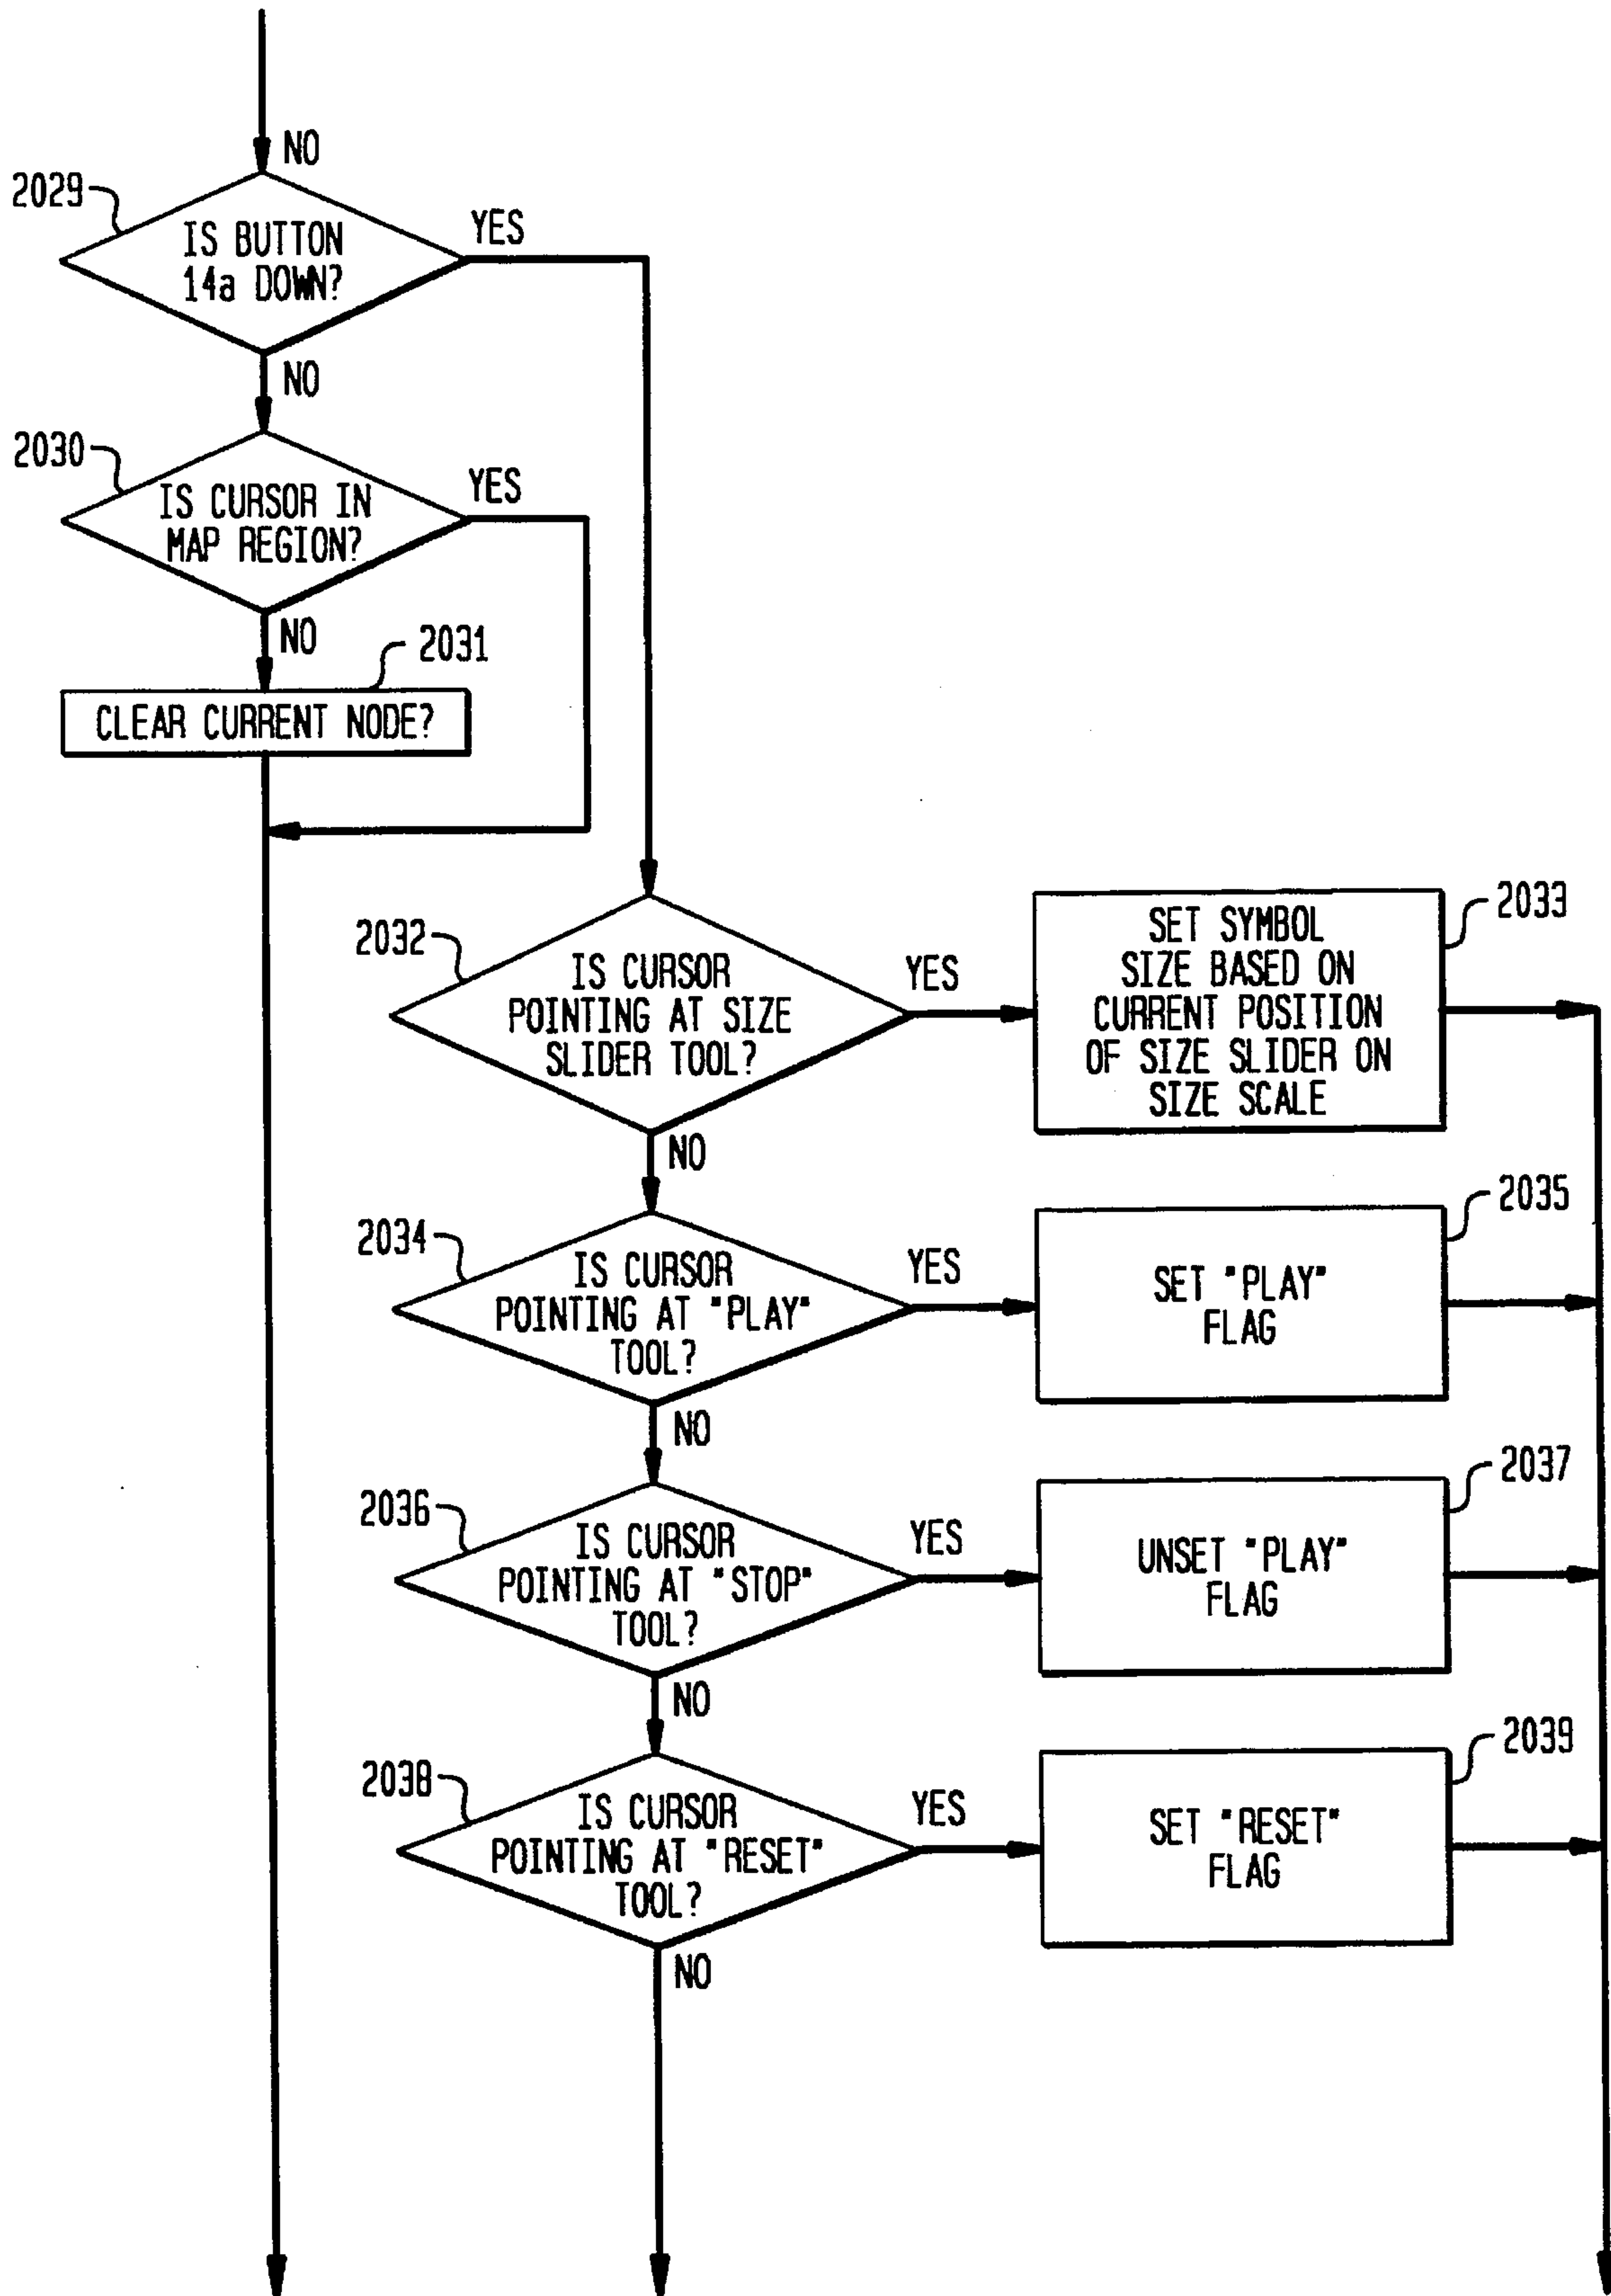 NO
2029
IS BUTTON
14a DOWN?
YES
NO
2030
IS CURSOR IN
MAP REGION?
YES
NO
2031
CLEAR CURRENT NODE?
2032
IS CURSOR
POINTING AT SIZE
SLIDER TOOL?
YES
2033
SET SYMBOL
SIZE BASED ON
CURRENT POSITION
OF SIZE SLIDER ON
SIZE SCALE
NO
2034
IS CURSOR
POINTING AT "PLAY"
TOOL?
YES
2035
SET "PLAY"
FLAG
NO
2036
IS CURSOR
POINTING AT "STOP"
TOOL?
YES
2037
UNSET "PLAY"
FLAG
NO
2038
IS CURSOR
POINTING AT "RESET"
TOOL?
YES
2039
SET "RESET"
FLAG
NO